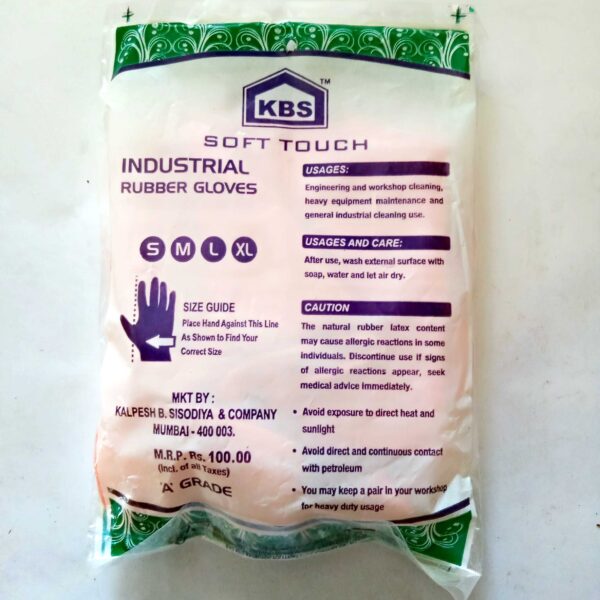 KBS
TM
SOFT TOUCH
INDUSTRIAL
RUBBER GLOVES
S M L XL
SIZE GUIDE
Place Hand Against This Line
As Shown to Find Your
Correct Size
MKT BY :
KALPESH B. SISODIYA & COMPANY
MUMBAI - 400 003.
M.R.P. Rs. 100.00
(Incl. of all Taxes)
'A' GRADE
USAGES:
Engineering and workshop cleaning,
heavy equipment maintenance and
general industrial cleaning use.
USAGES AND CARE:
After use, wash external surface with
soap, water and let air dry.
CAUTION
The natural rubber latex content
may cause allergic reactions in some
individuals. Discontinue use if signs
of allergic reactions appear, seek
medical advice immediately.
• Avoid exposure to direct heat and
sunlight
• Avoid direct and continuous contact
with petroleum
• You may keep a pair in your workshop
for heavy duty usage